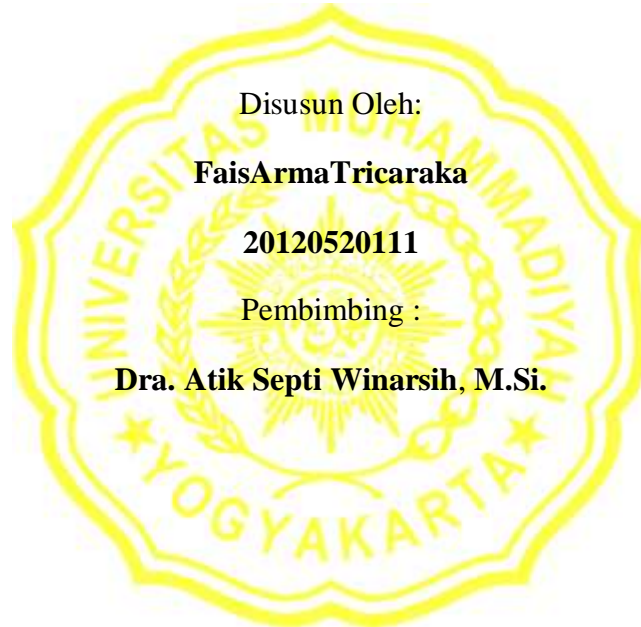 Disusun Oleh:
FaisArmaTricaraka
20120520111
Pembimbing :
Dra. Atik Septi Winarsih, M.Si.
UNIVERSITAS MUHAMMADIYAH
YOGYAKARTA